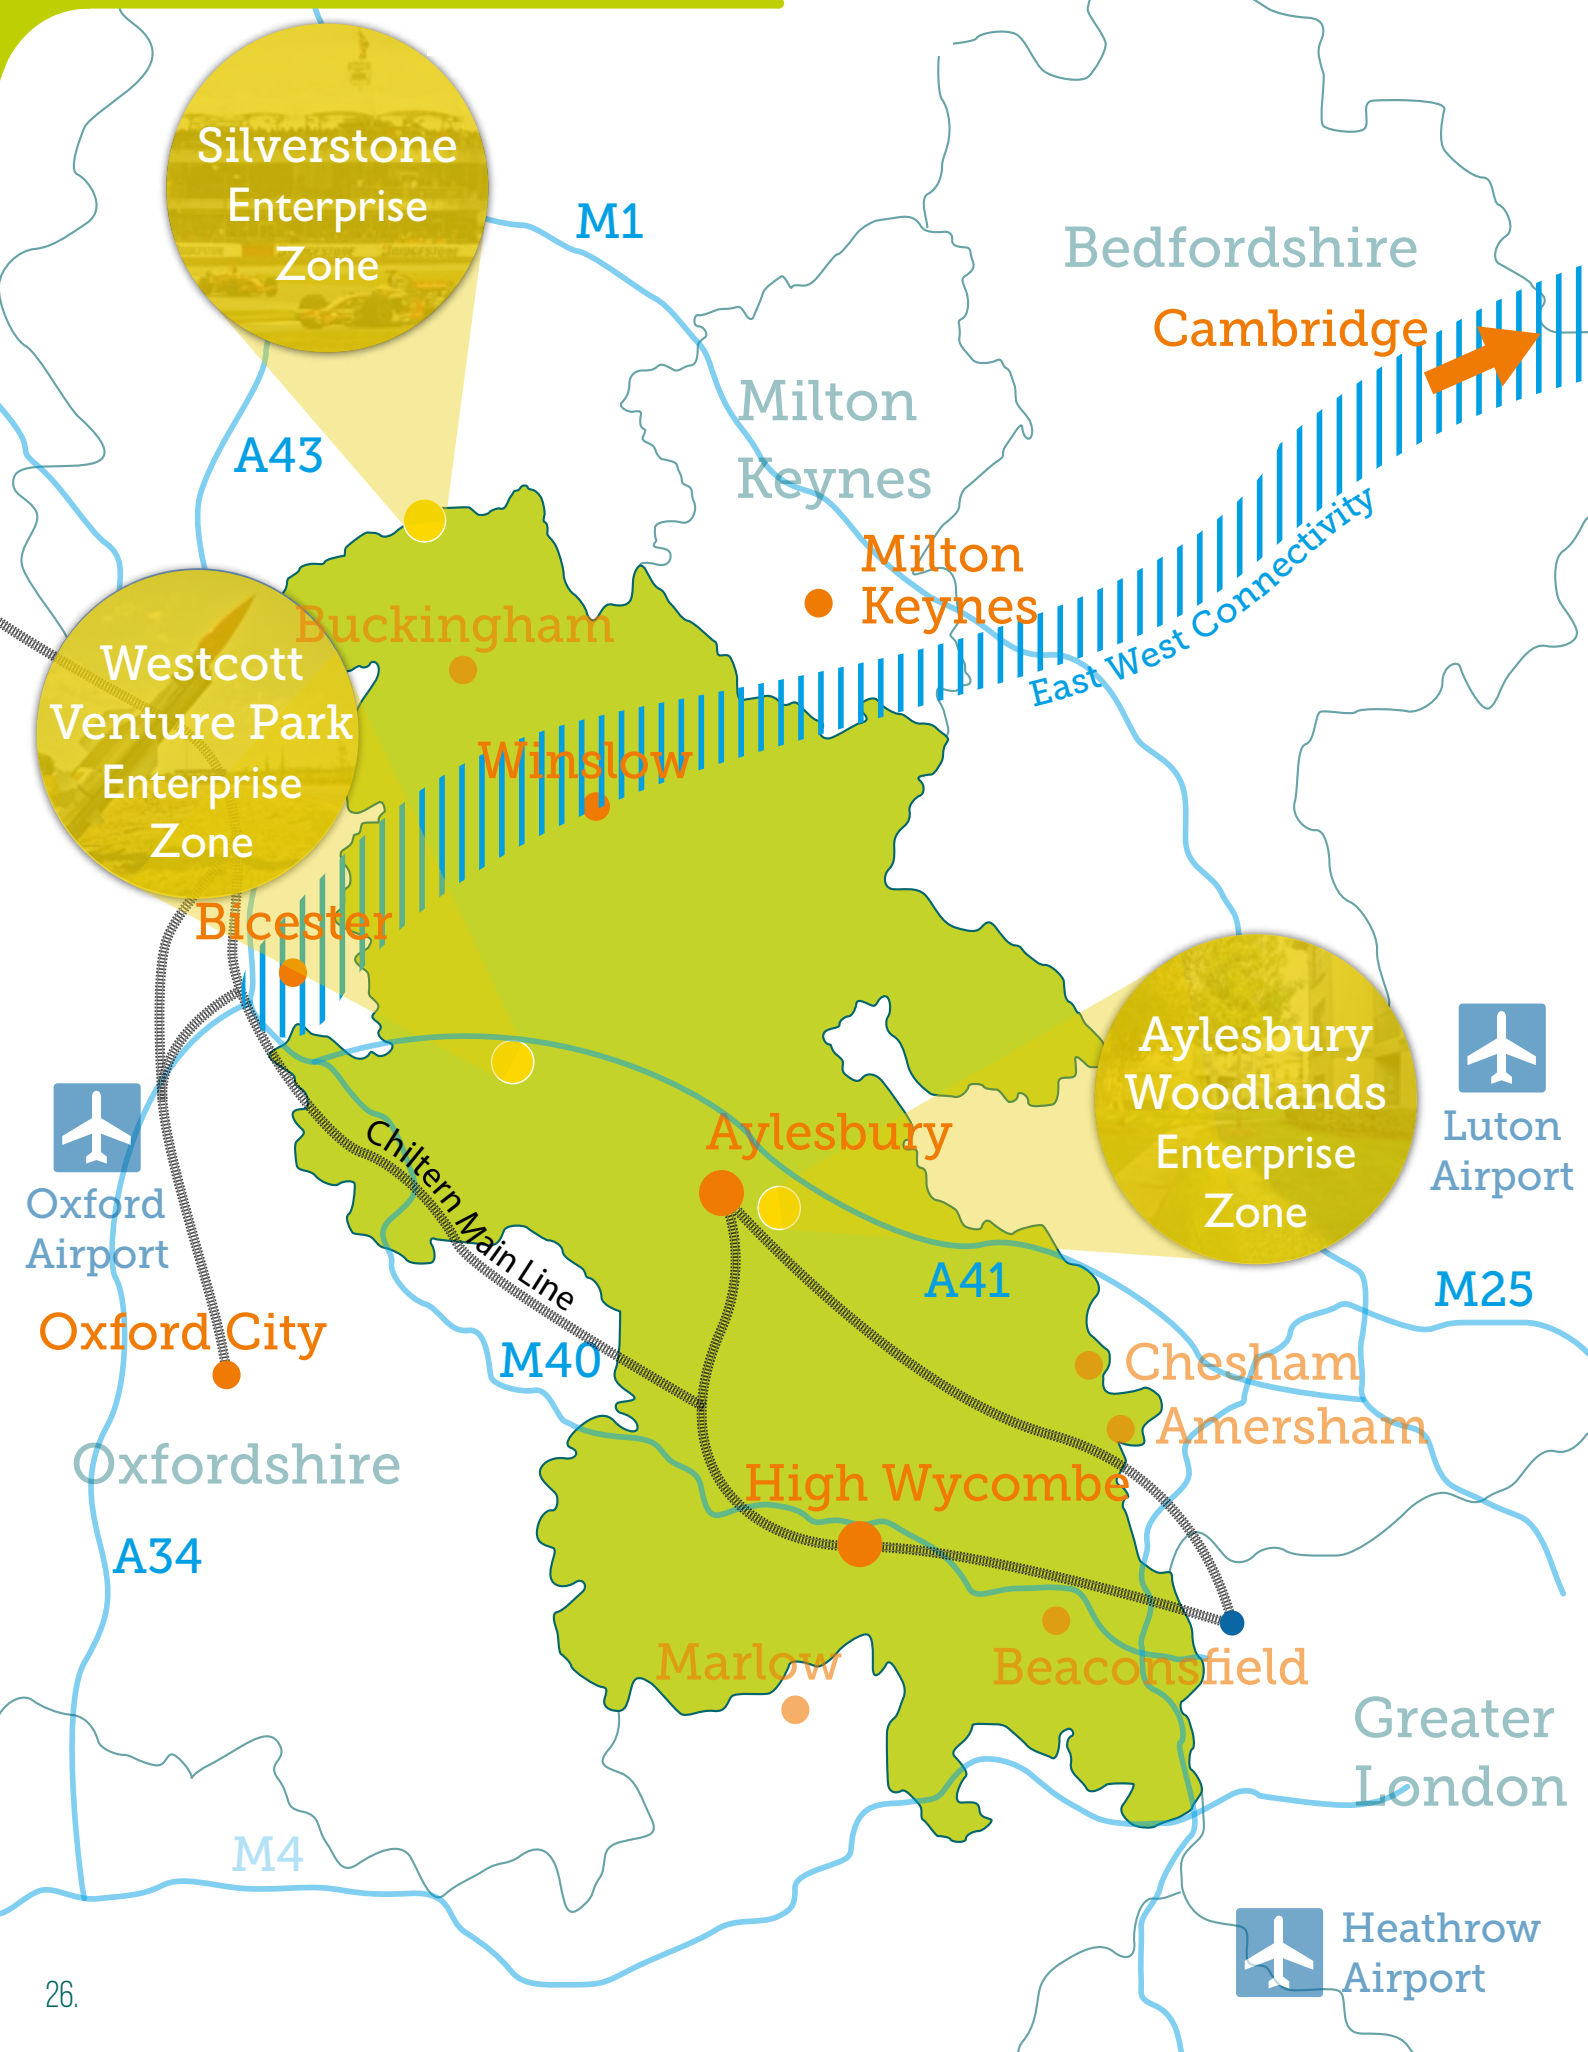 Silverstone
Enterprise
Zone
M1
Bedfordshire
Cambridge
A43
Milton
Keynes
Milton
Keynes
East West Connectivity
Buckingham
Westcott
Venture Park
Enterprise
Zone
Winslow
Bicester
Aylesbury
Woodlands
Enterprise
Zone
Luton
Airport
Oxford
Airport
Chiltern Main Line
Aylesbury
A41
M25
Oxford City
M40
Chesham
Amersham
Oxfordshire
High Wycombe
A34
Marlow
Beaconsfield
Greater
London
M4
Heathrow
Airport
26.